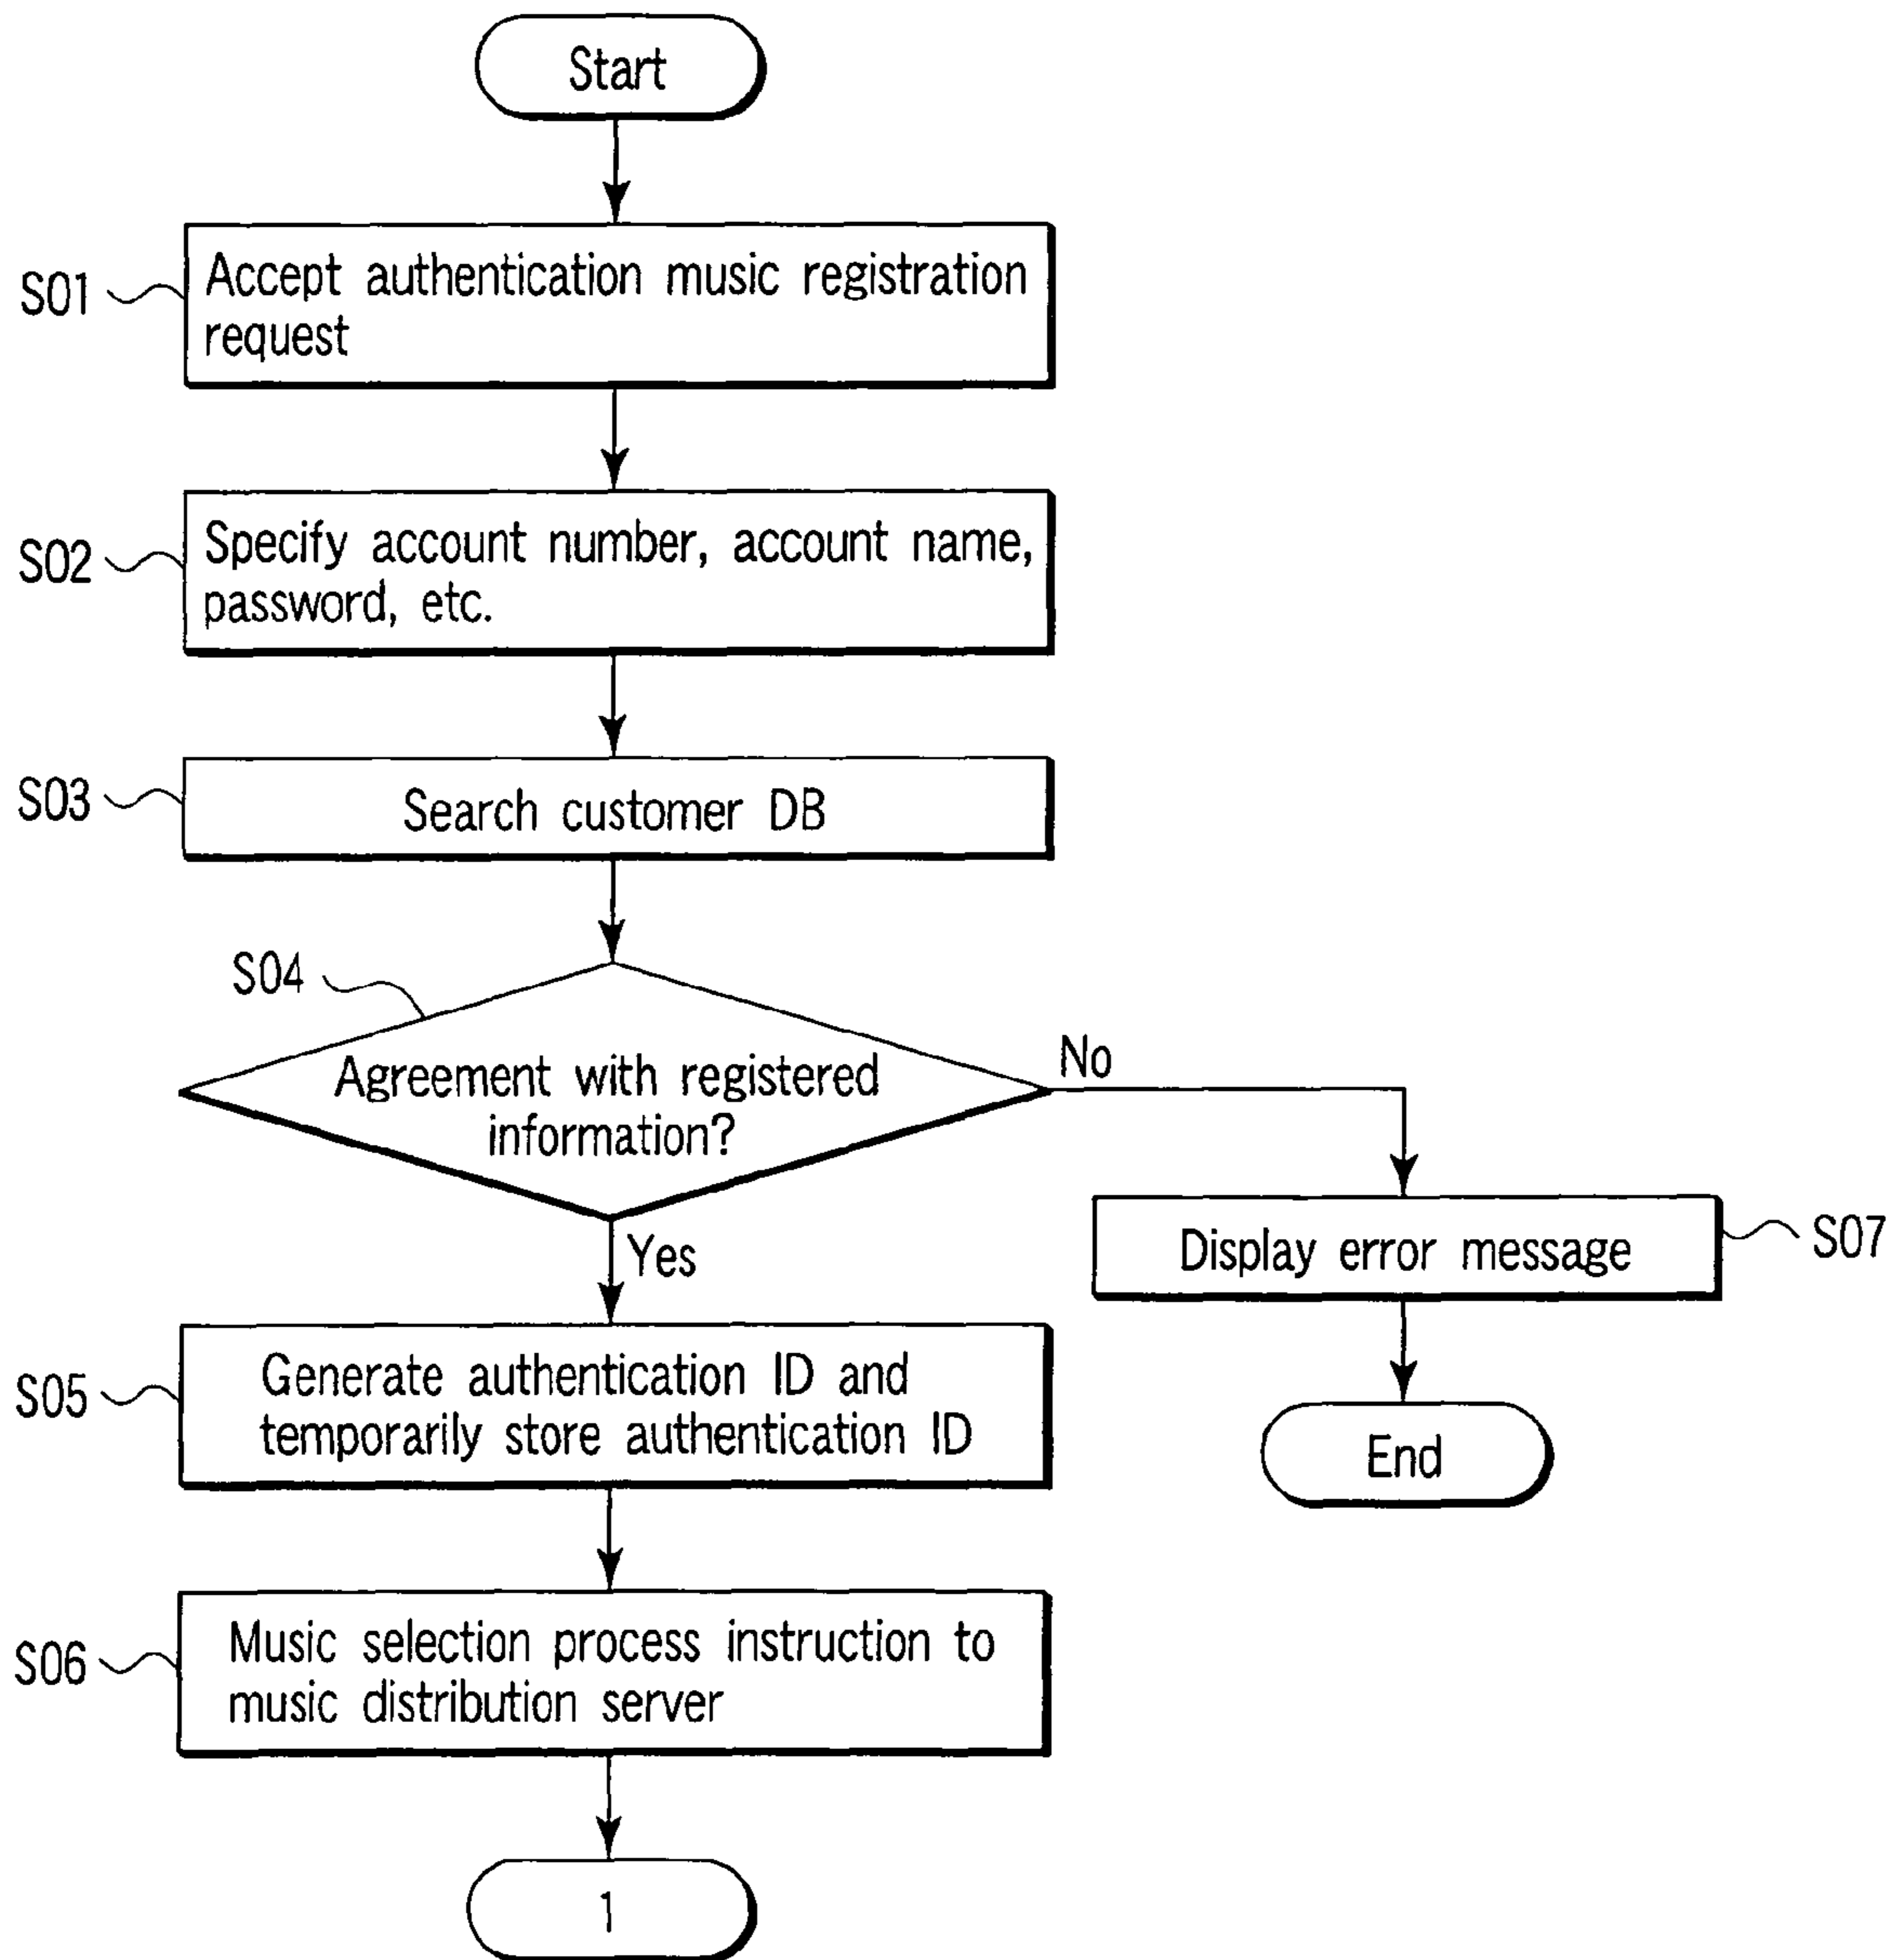 Start
S01
Accept authentication music registration
request
S02
Specify account number, account name,
password, etc.
S03
Search customer DB
S04
Agreement with registered
information?
No
Yes
Display error message
S07
S05
Generate authentication ID and
temporarily store authentication ID
End
S06
Music selection process instruction to
music distribution server
1